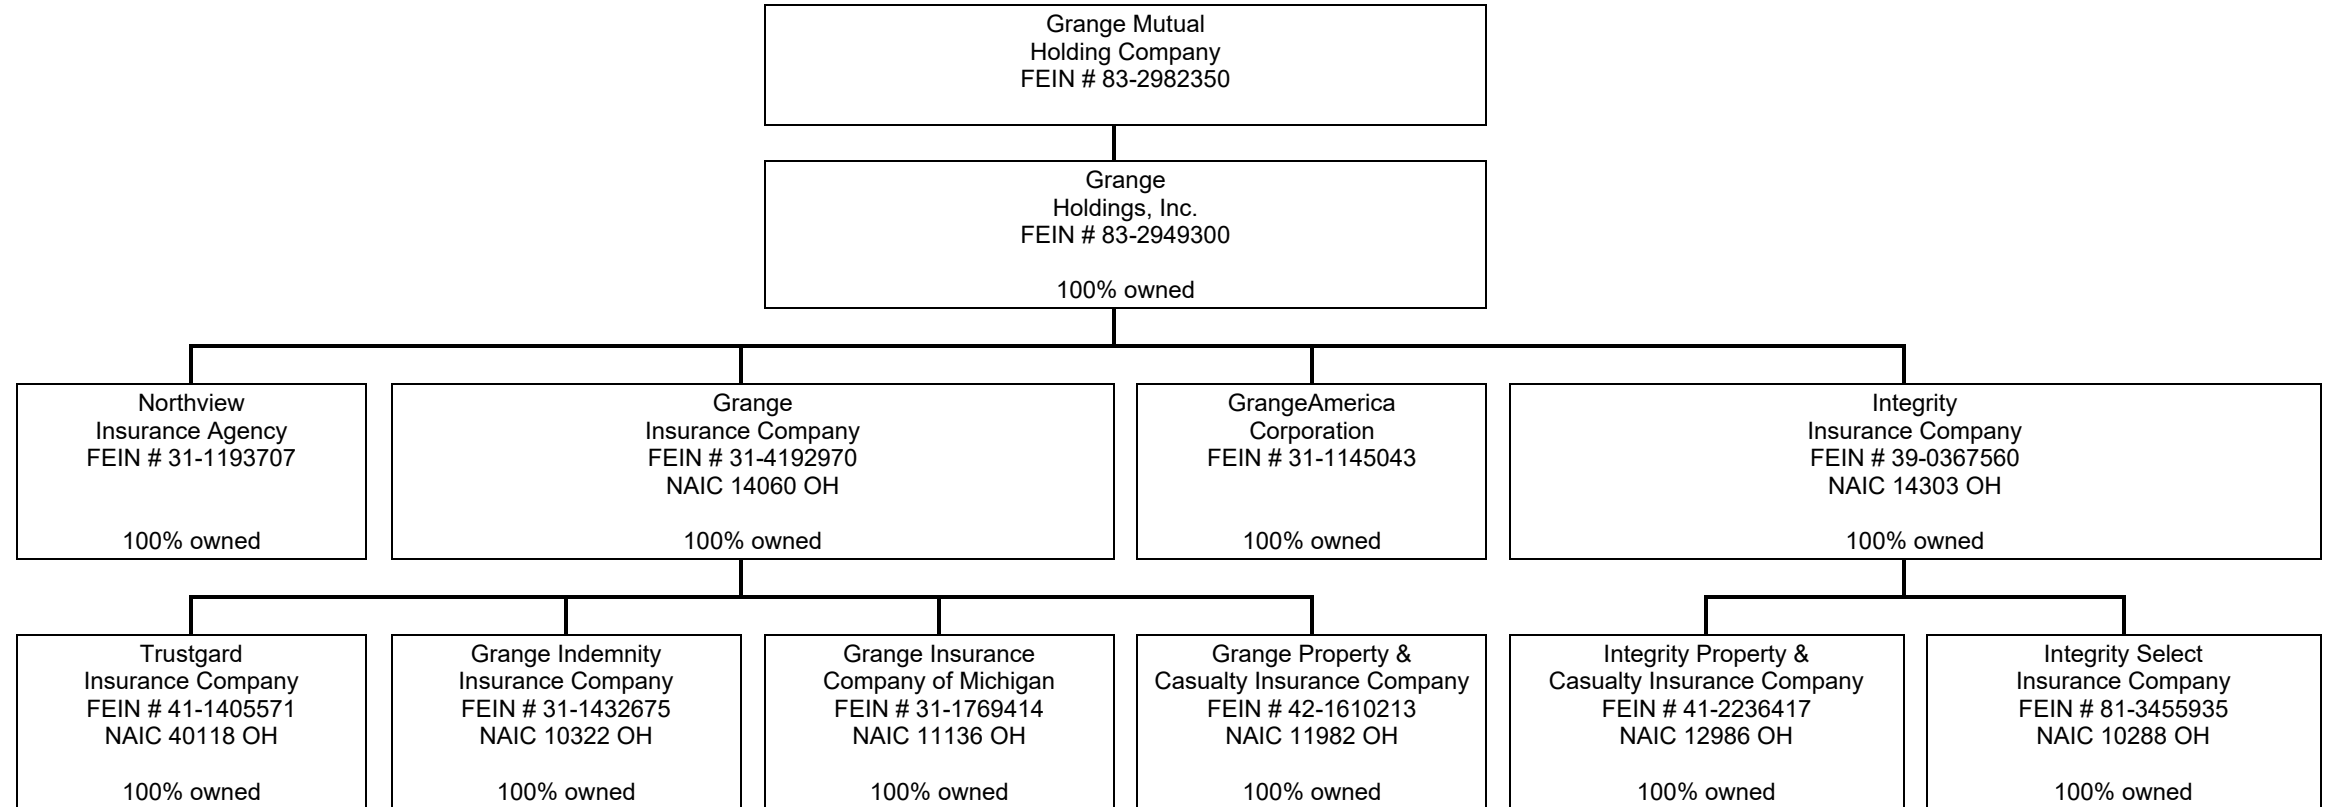 Grange Mutual
Holding Company
FEIN # 83-2982350
Grange
Holdings, Inc.
FEIN # 83-2949300
100% owned
Northview
Insurance Agency
FEIN # 31-1193707
100% owned
Grange
Insurance Company
FEIN # 31-4192970
NAIC 14060 OH
100% owned
GrangeAmerica
Corporation
FEIN # 31-1145043
100% owned
Integrity
Insurance Company
FEIN # 39-0367560
NAIC 14303 OH
100% owned
Trustgard
Insurance Company
FEIN # 41-1405571
NAIC 40118 OH
100% owned
Grange Indemnity
Insurance Company
FEIN # 31-1432675
NAIC 10322 OH
100% owned
Grange Insurance
Company of Michigan
FEIN # 31-1769414
NAIC 11136 OH
100% owned
Grange Property &
Casualty Insurance Company
FEIN # 42-1610213
NAIC 11982 OH
100% owned
Integrity Property &
Casualty Insurance Company
FEIN # 41-2236417
NAIC 12986 OH
100% owned
Integrity Select
Insurance Company
FEIN # 81-3455935
NAIC 10288 OH
100% owned